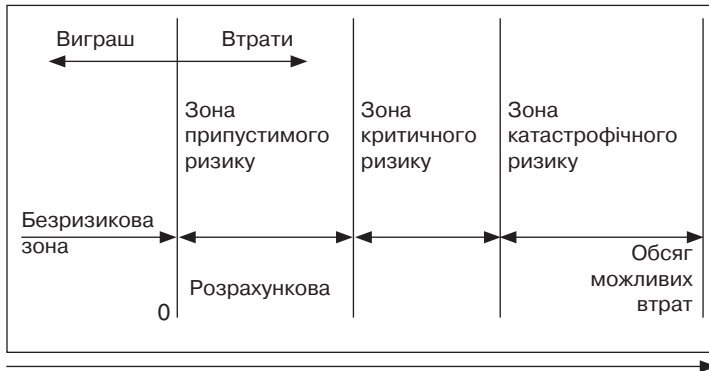 Виграш
Втрати
Зона
припустимого
ризику
Зона
критичного
ризику
Зона
катастрофічного
ризику
Безризикова
зона
0
Розрахункова
Обсяг
можливих
втрат